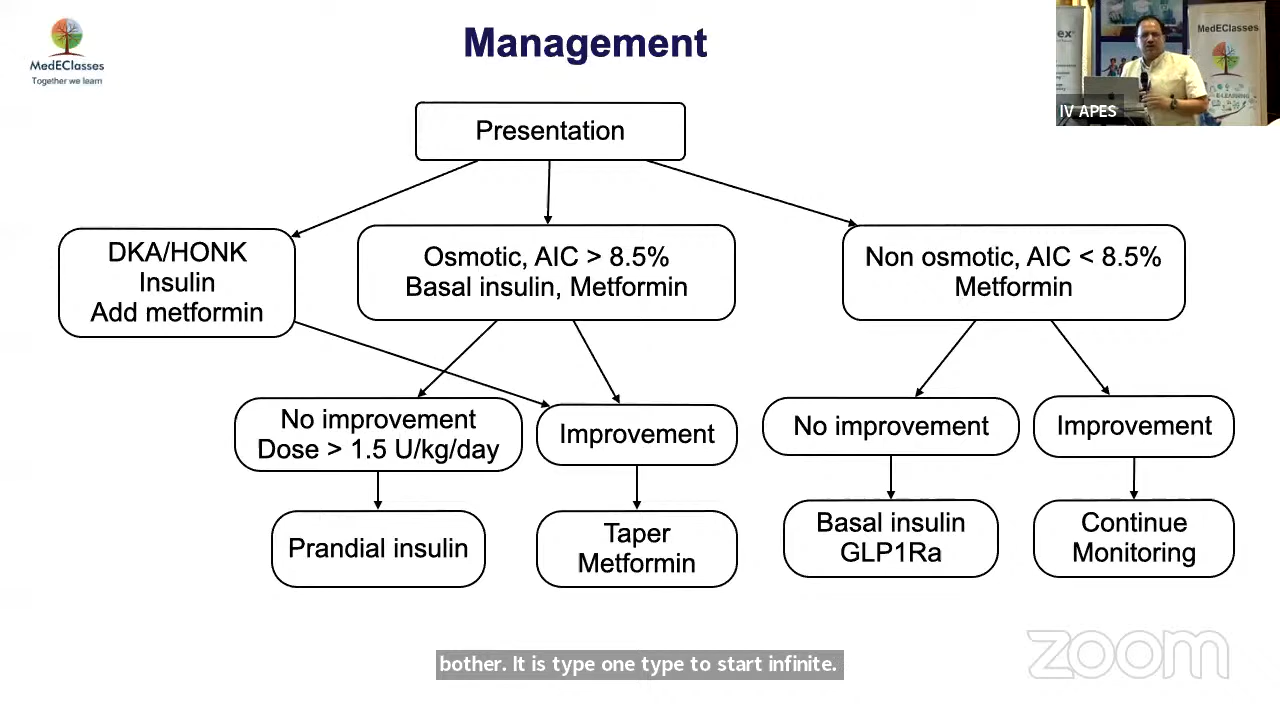 MedEClasses
Together we learn
Management
MedEClasses
E-LEARNING
IV APES
Presentation
DKA/HONK
Insulin
Add metformin
Osmotic, AIC > 8.5%
Basal insulin, Metformin
Non osmotic, AIC < 8.5%
Metformin
No improvement
Dose > 1.5 U/kg/day
Improvement
No improvement
Improvement
Prandial insulin
Taper
Metformin
Basal insulin
GLP1Ra
Continue
Monitoring
bother. It is type one type to start infinite.
zoom